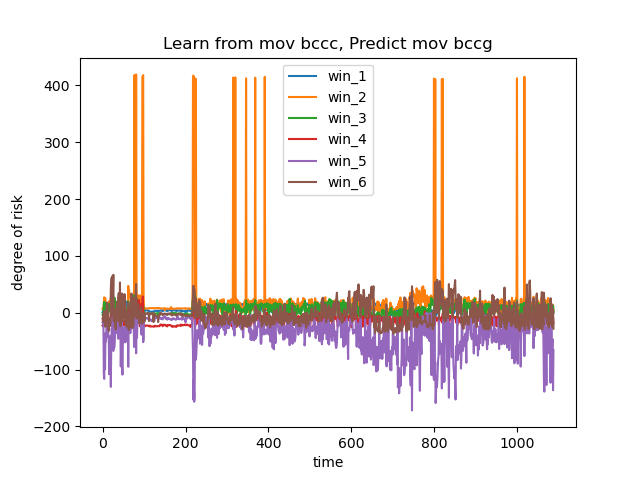 Learn from mov bccc, Predict mov bccg
degree of risk
400
300
200
100
0
−100
−200
win_1
win_2
win_3
win_4
win_5
win_6
0
200
400
600
800
1000
time